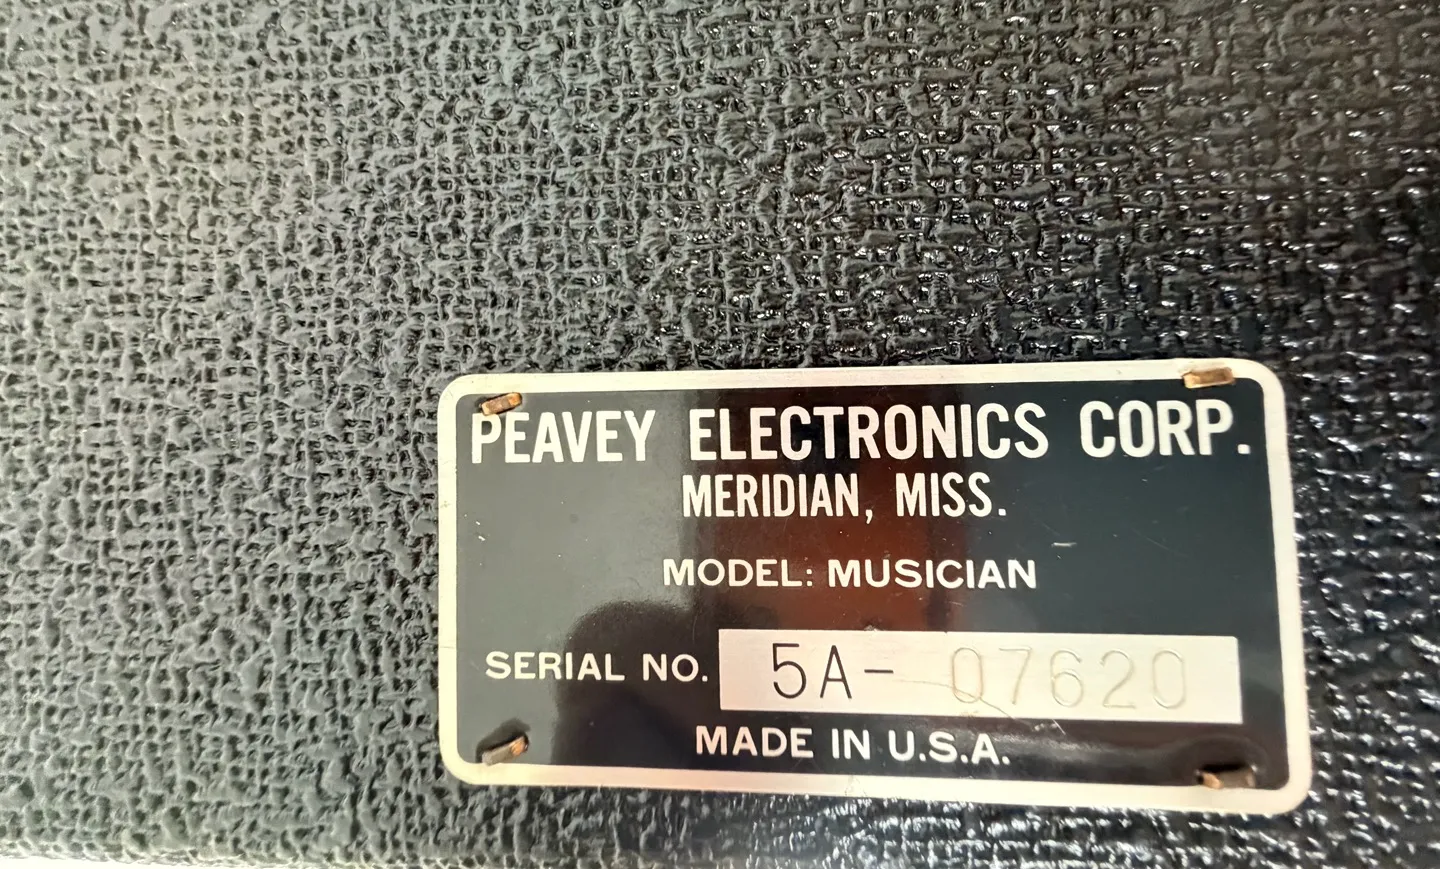 PEAVEY ELECTRONICS CORP.
MERIDIAN, MISS.
MODEL: MUSICIAN
SERIAL NO. 5A- 07620
MADE IN U.S.A.